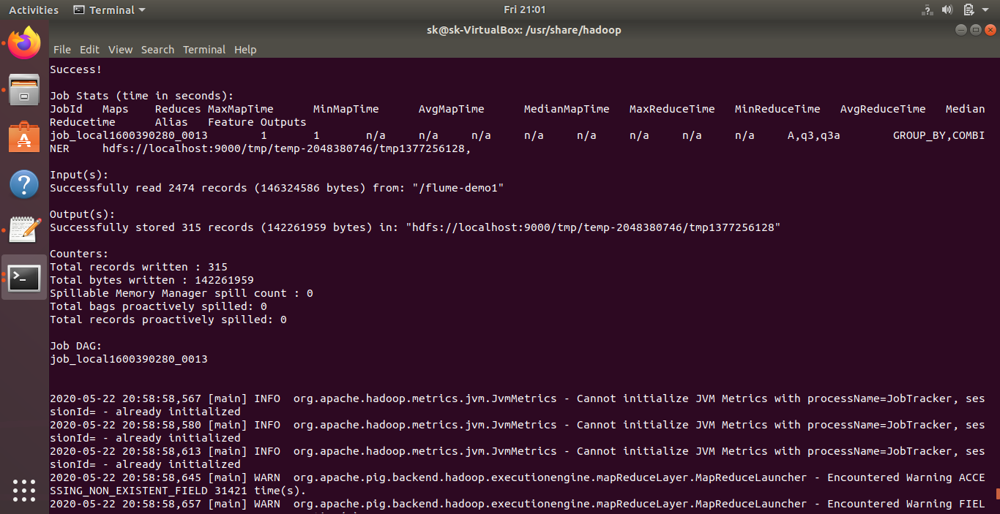 Activities Terminal Fri 21:01
sk@sk-VirtualBox: /usr/share/hadoop
File Edit View Search Terminal Help
Success!
Job Stats (time in seconds):
JobId Maps Reduces MaxMapTime MinMapTime AvgMapTime MedianMapTime MaxReduceTime MinReduceTime AvgReduceTime Median
Reducetime Alias Feature Outputs
job_local1600390280_0013 1 1 n/a n/a n/a n/a n/a n/a n/a n/a A,q3,q3a GROUP_BY,COMBI
NER hdfs://localhost:9000/tmp/temp-2048380746/tmp1377256128,
Input(s):
Successfully read 2474 records (146324586 bytes) from: "/flume-demo1"
Output(s):
Successfully stored 315 records (142261959 bytes) in: "hdfs://localhost:9000/tmp/temp-2048380746/tmp1377256128"
Counters:
Total records written : 315
Total bytes written : 142261959
Spillable Memory Manager spill count : 0
Total bags proactively spilled: 0
Total records proactively spilled: 0
Job DAG:
job_local1600390280_0013
2020-05-22 20:58:58,567 [main] INFO org.apache.hadoop.metrics.jvm.JvmMetrics - Cannot initialize JVM Metrics with processName=JobTracker, ses
sionId= - already initialized
2020-05-22 20:58:58,580 [main] INFO org.apache.hadoop.metrics.jvm.JvmMetrics - Cannot initialize JVM Metrics with processName=JobTracker, ses
sionId= - already initialized
2020-05-22 20:58:58,613 [main] INFO org.apache.hadoop.metrics.jvm.JvmMetrics - Cannot initialize JVM Metrics with processName=JobTracker, ses
sionId= - already initialized
2020-05-22 20:58:58,645 [main] WARN org.apache.pig.backend.hadoop.executionengine.mapReduceLayer.MapReduceLauncher - Encountered Warning ACCE
SSING_NON_EXISTENT_FIELD 31421 time(s).
2020-05-22 20:58:58,657 [main] WARN org.apache.pig.backend.hadoop.executionengine.mapReduceLayer.MapReduceLauncher - Encountered Warning FIEL